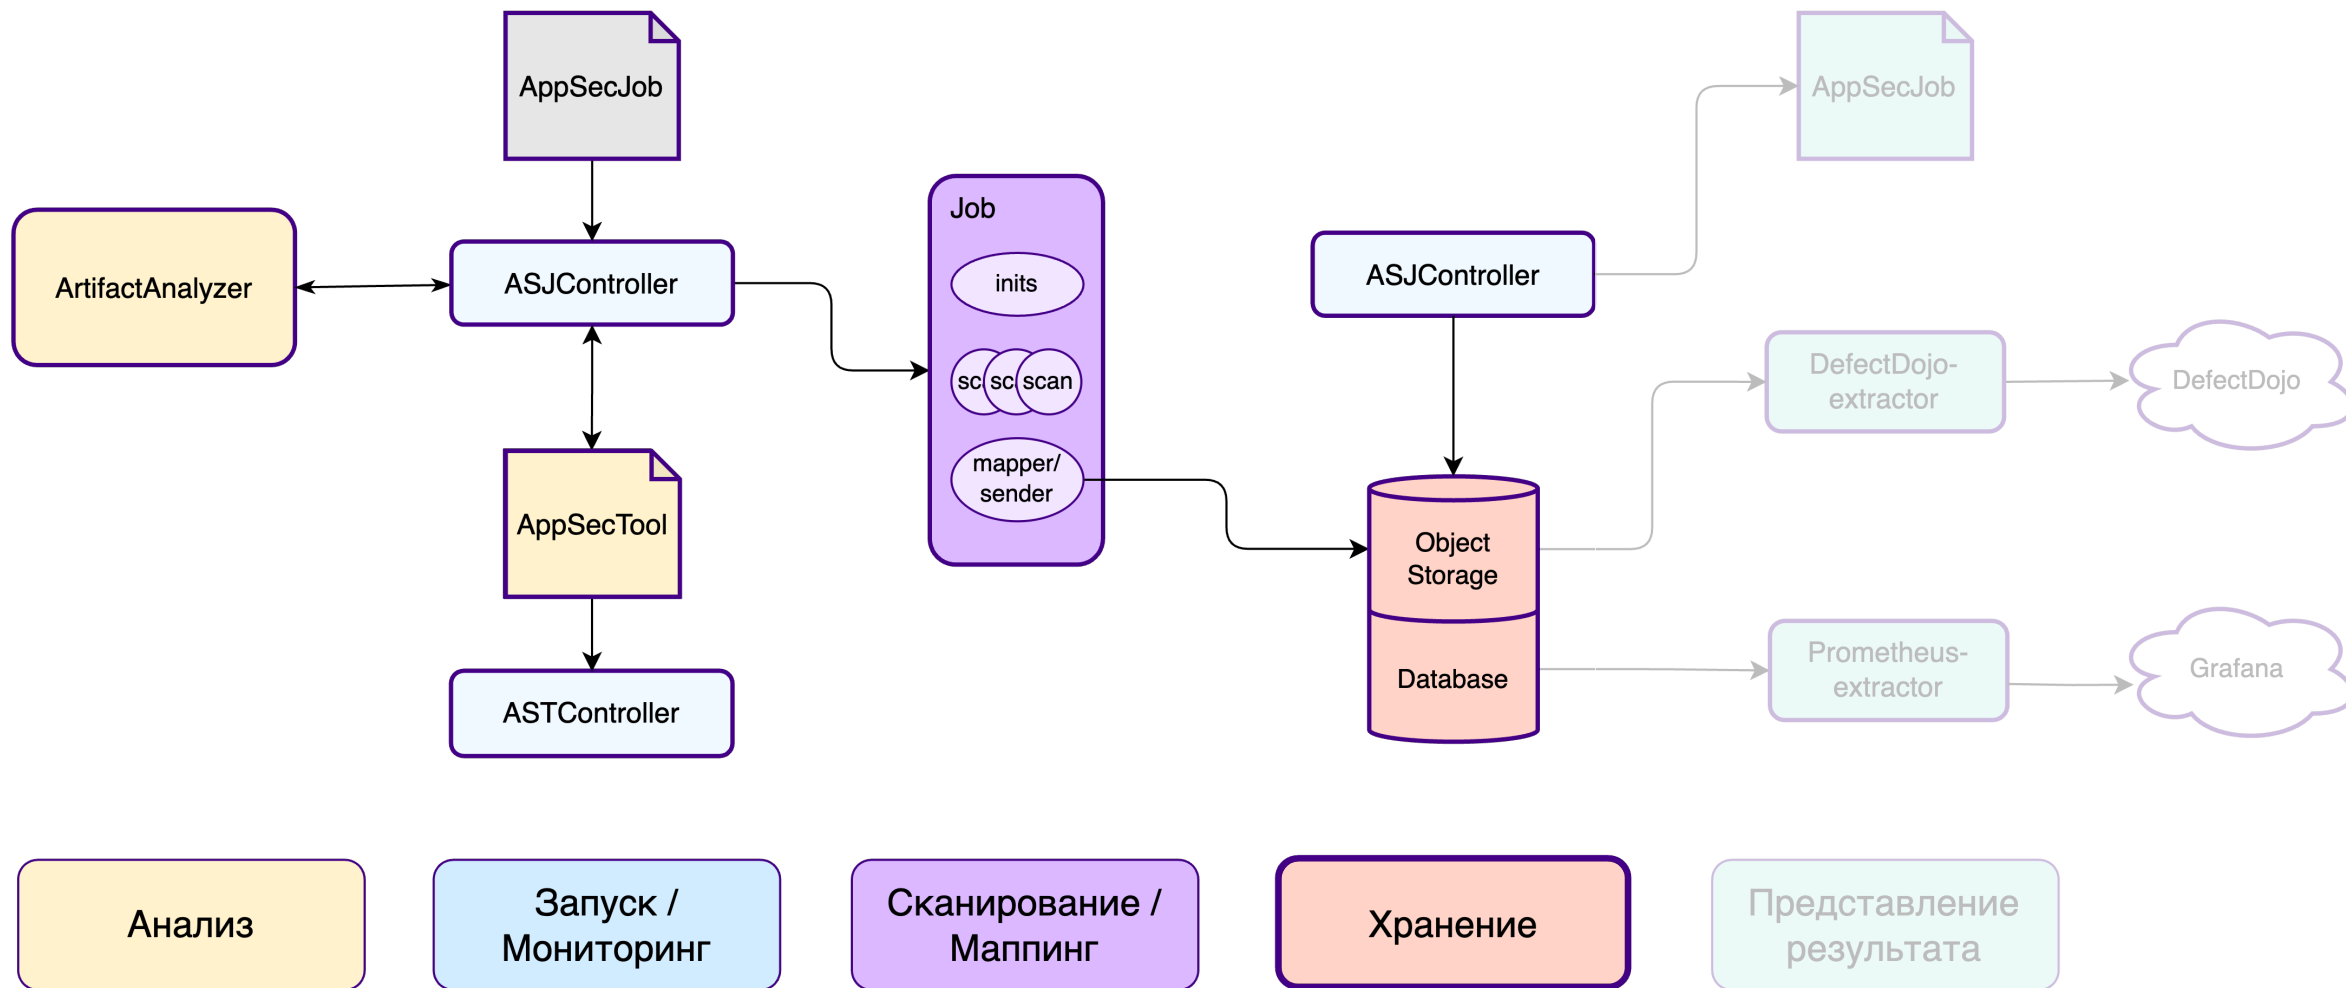 AppSecJob
AppSecJob
Job
ArtifactAnalyzer
ASJController
inits
ASJController
sc
sc
scan
DefectDojo-
extractor
DefectDojo
mapper/
sender
AppSecTool
Object
Storage
Database
Prometheus-
extractor
Grafana
ASTController
Анализ
Запуск /
Мониторинг
Сканирование /
Маппинг
Хранение
Представление
результата